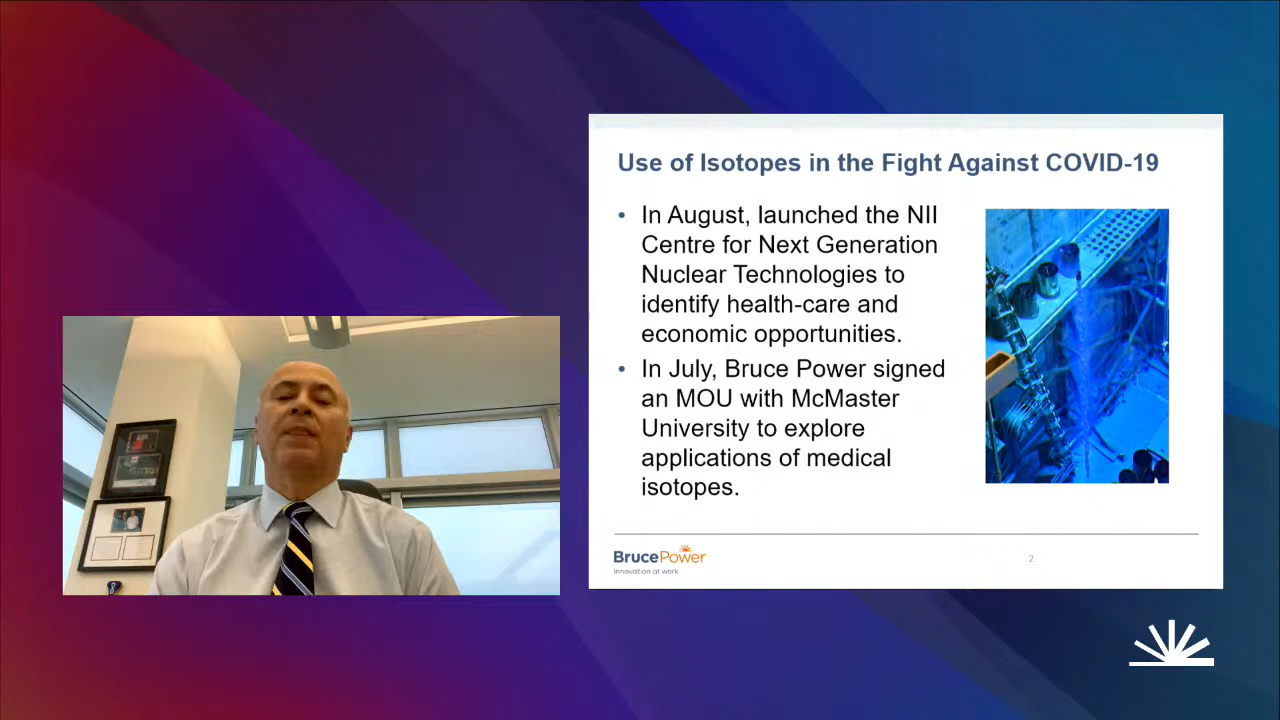 Use of Isotopes in the Fight Against COVID-19
• In August, launched the NII
Centre for Next Generation
Nuclear Technologies to
identify health-care and
economic opportunities.
• In July, Bruce Power signed
an MOU with McMaster
University to explore
applications of medical
isotopes.
BrucePower
Innovation at work
2